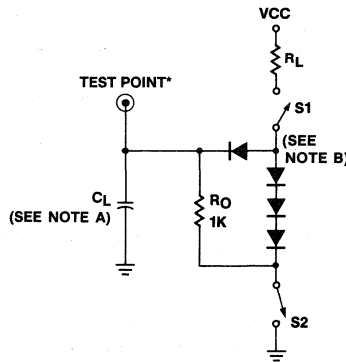 VCC
RL
TEST POINT*
S1
(SEE
NOTE B)
CL
(SEE NOTE A)
RO
1K
S2